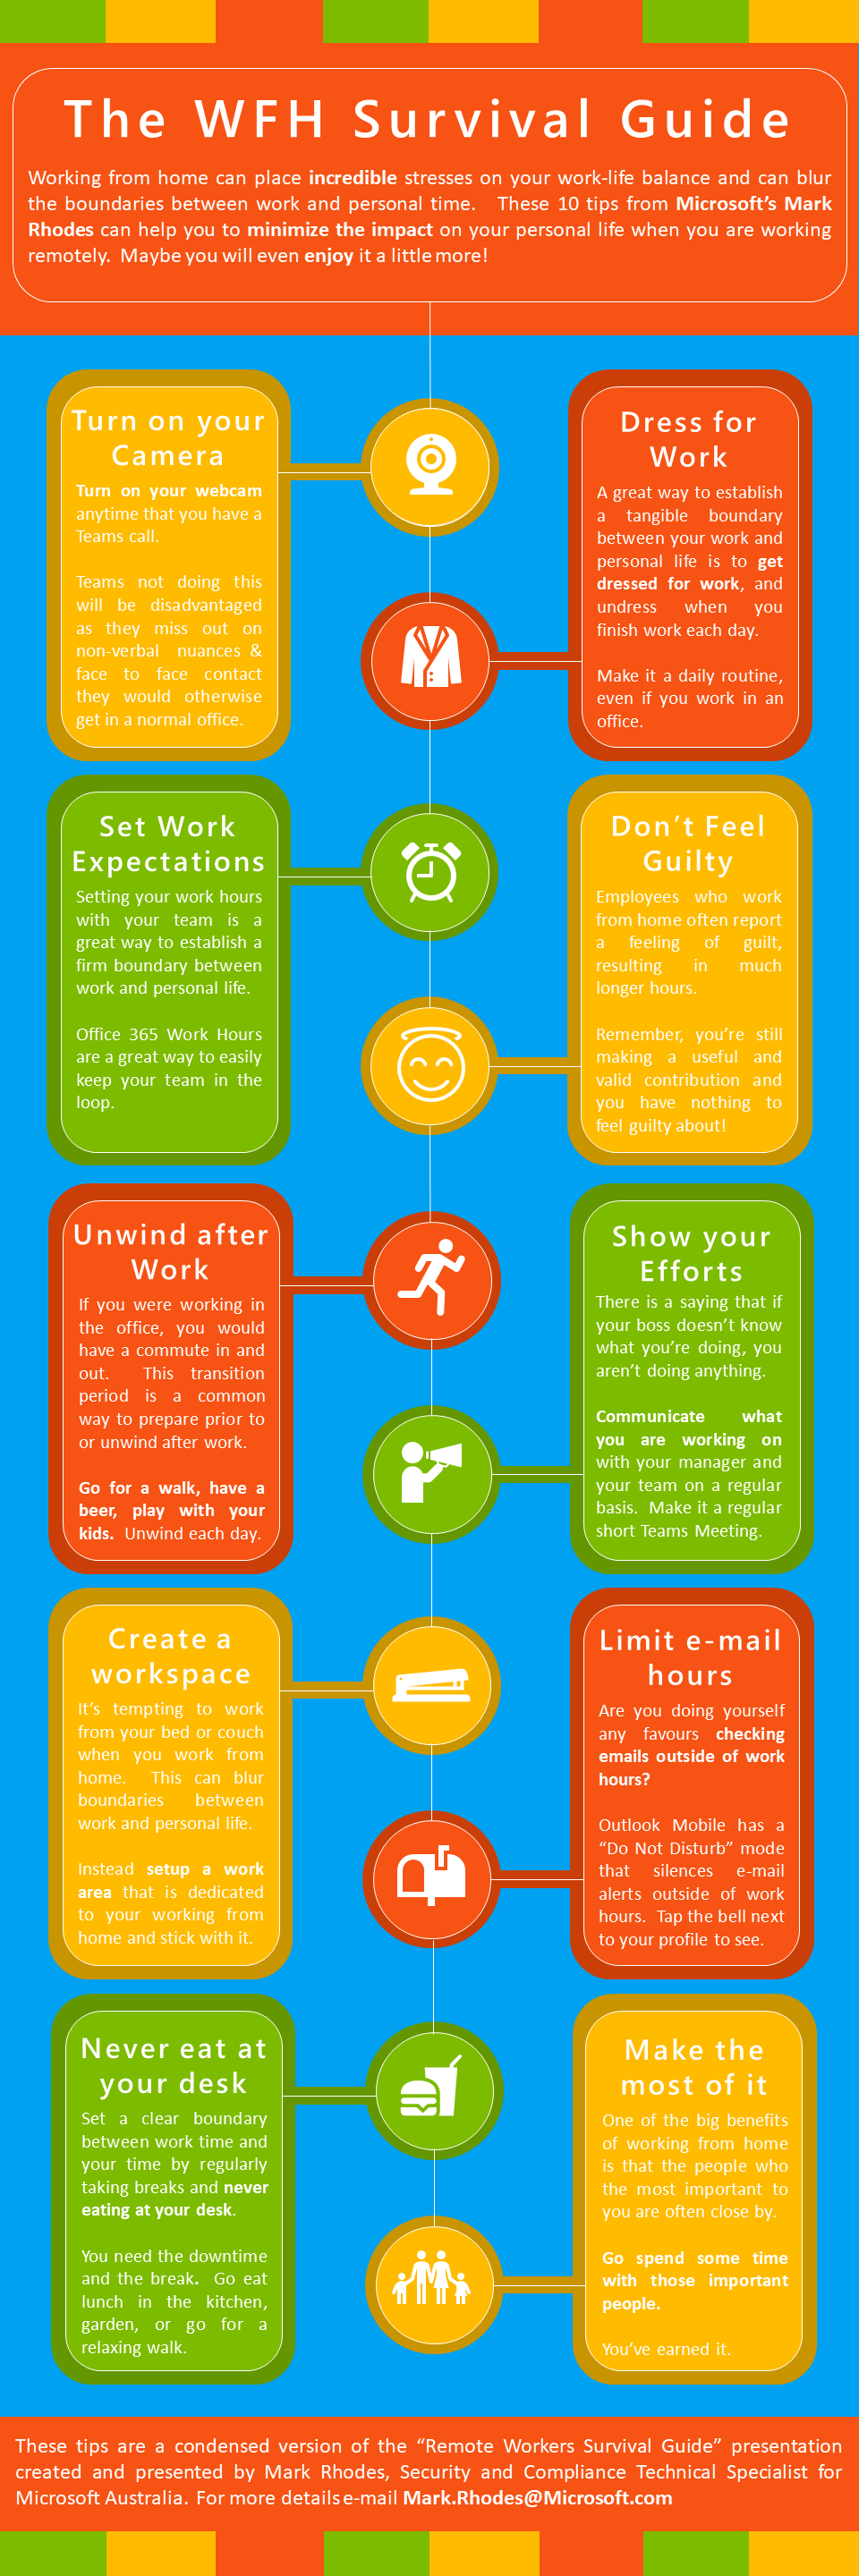 The WFH Survival Guide
Working from home can place incredible stresses on your work-life balance and can blur
the boundaries between work and personal time. These 10 tips from Microsoft's Mark
Rhodes can help you to minimize the impact on your personal life when you are working
remotely. Maybe you will even enjoy it a little more!
Turn on your
Camera
Turn on your webcam
anytime that you have a
Teams call.
Teams not doing this
will be disadvantaged
as they miss out on
non-verbal nuances &
face to face contact
they would otherwise
get in a normal office.
Dress for
Work
A great way to establish
a tangible boundary
between your work and
personal life is to get
dressed for work, and
undress when you
finish work each day.
Make it a daily routine,
even if you work in an
office.
Set Work
Expectations
Setting your work hours
with your team is a
great way to establish a
firm boundary between
work and personal life.
Office 365 Work Hours
are a great way to easily
keep your team in the
loop.
Don't Feel
Guilty
Employees who work
from home often report
a feeling of guilt,
resulting in much
longer hours.
Remember, you're still
making a useful and
valid contribution and
you have nothing to
feel guilty about!
Unwind after
Work
If you were working in
the office, you would
have a commute in and
out. This transition
period is a common
way to prepare prior to
or unwind after work.
Go for a walk, have a
beer, play with your
kids. Unwind each day.
Show your
Efforts
There is a saying that if
your boss doesn't know
what you're doing, you
aren't doing anything.
Communicate what
you are working on
with your manager and
your team on a regular
basis. Make it a regular
short Teams Meeting.
Create a
workspace
It's tempting to work
from your bed or couch
when you work from
home. This can blur
boundaries between
work and personal life.
Instead setup a work
area that is dedicated
to your working from
home and stick with it.
Limit e-mail
hours
Are you doing yourself
any favours checking
emails outside of work
hours?
Outlook Mobile has a
“Do Not Disturb” mode
that silences e-mail
alerts outside of work
hours. Tap the bell next
to your profile to see.
Never eat at
your desk
Set a clear boundary
between work time and
your time by regularly
taking breaks and never
eating at your desk.
You need the downtime
and the break. Go eat
lunch in the kitchen,
garden, or go for a
relaxing walk.
Make the
most of it
One of the big benefits
of working from home
is that the people who
the most important to
you are often close by.
Go spend some time
with those important
people.
You've earned it.
These tips are a condensed version of the “Remote Workers Survival Guide” presentation
created and presented by Mark Rhodes, Security and Compliance Technical Specialist for
Microsoft Australia. For more details e-mail Mark.Rhodes@Microsoft.com